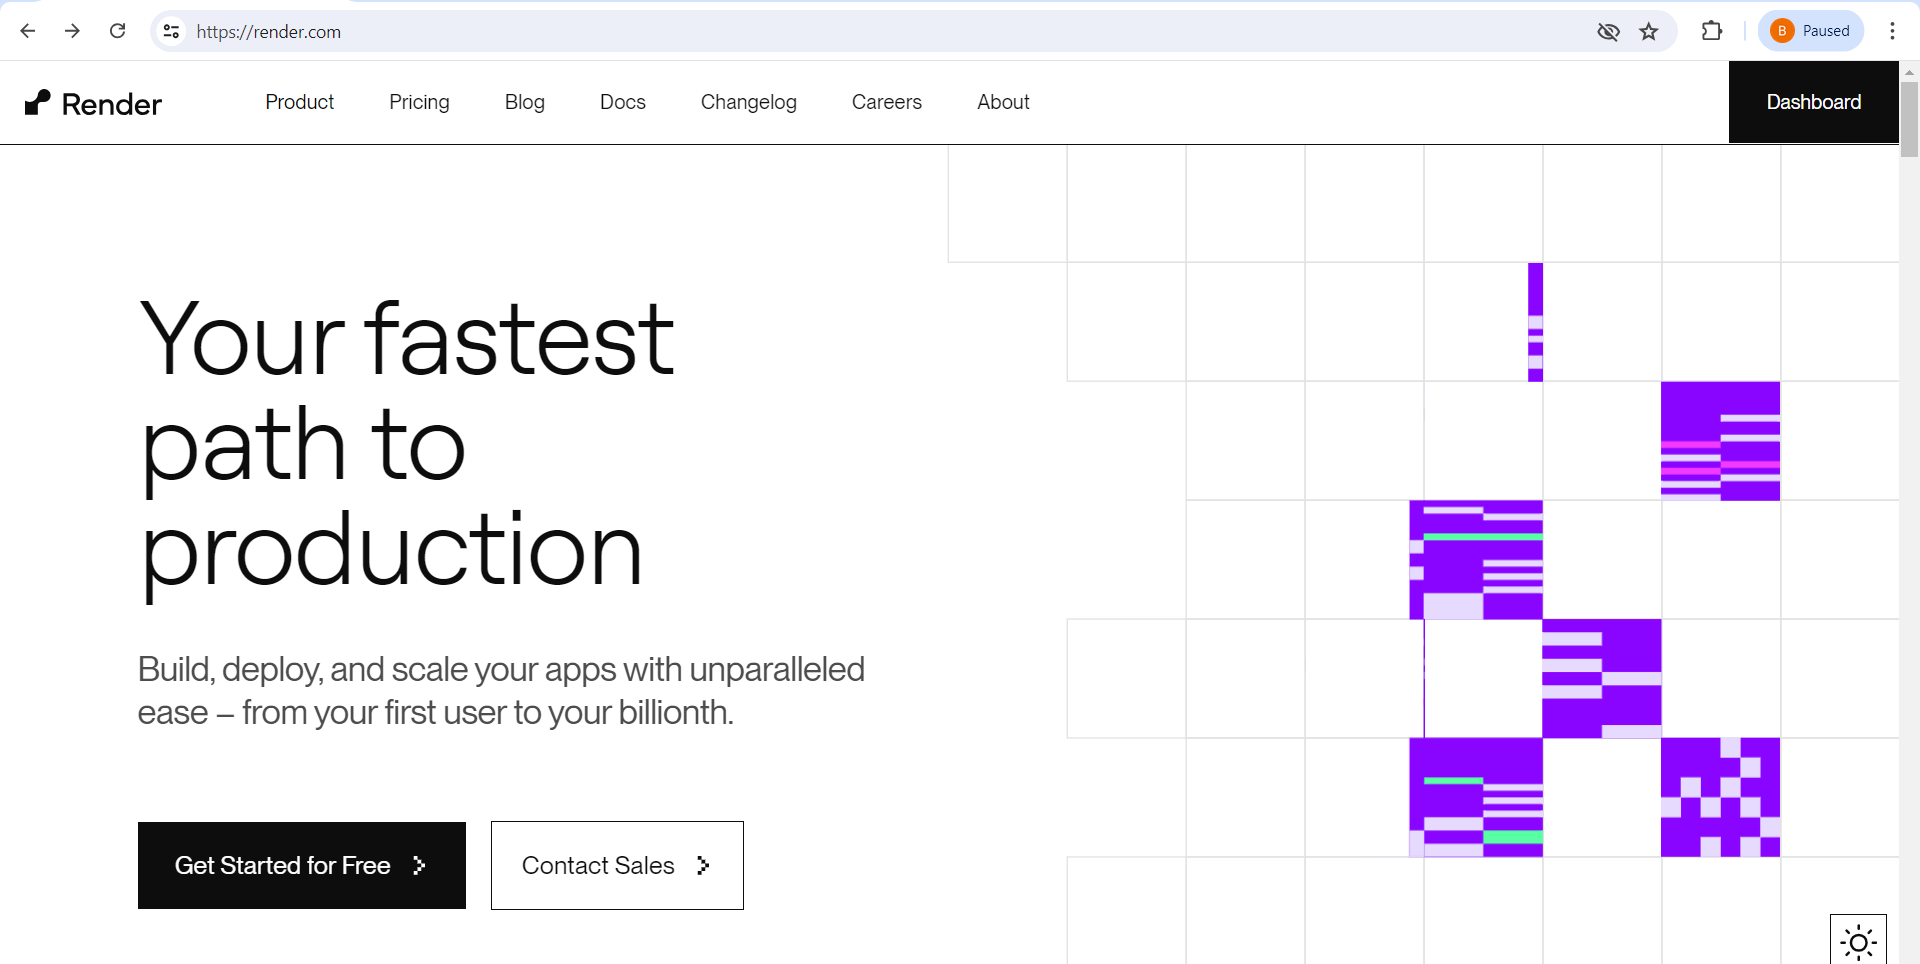 https://render.com
B Paused
Render Product Pricing Blog Docs Changelog Careers About Dashboard
Your fastest
path to
production
Build, deploy, and scale your apps with unparalleled
ease – from your first user to your billionth.
Get Started for Free
Contact Sales